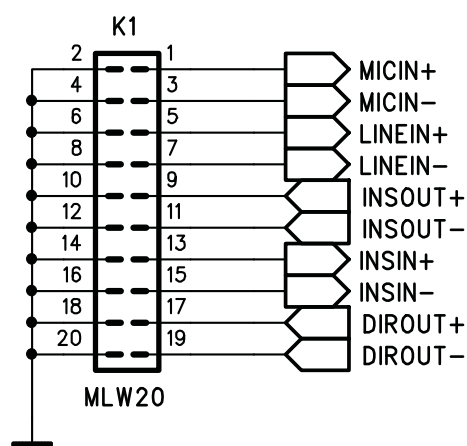 K1
2 1 MICIN+
4 3 MICIN-
6 5 LINEIN+
8 7 LINEIN-
10 9 INSOUT+
12 11 INSOUT-
14 13 INSIN+
16 15 INSIN-
18 17 DIROUT+
20 19 DIROUT-
MLW20